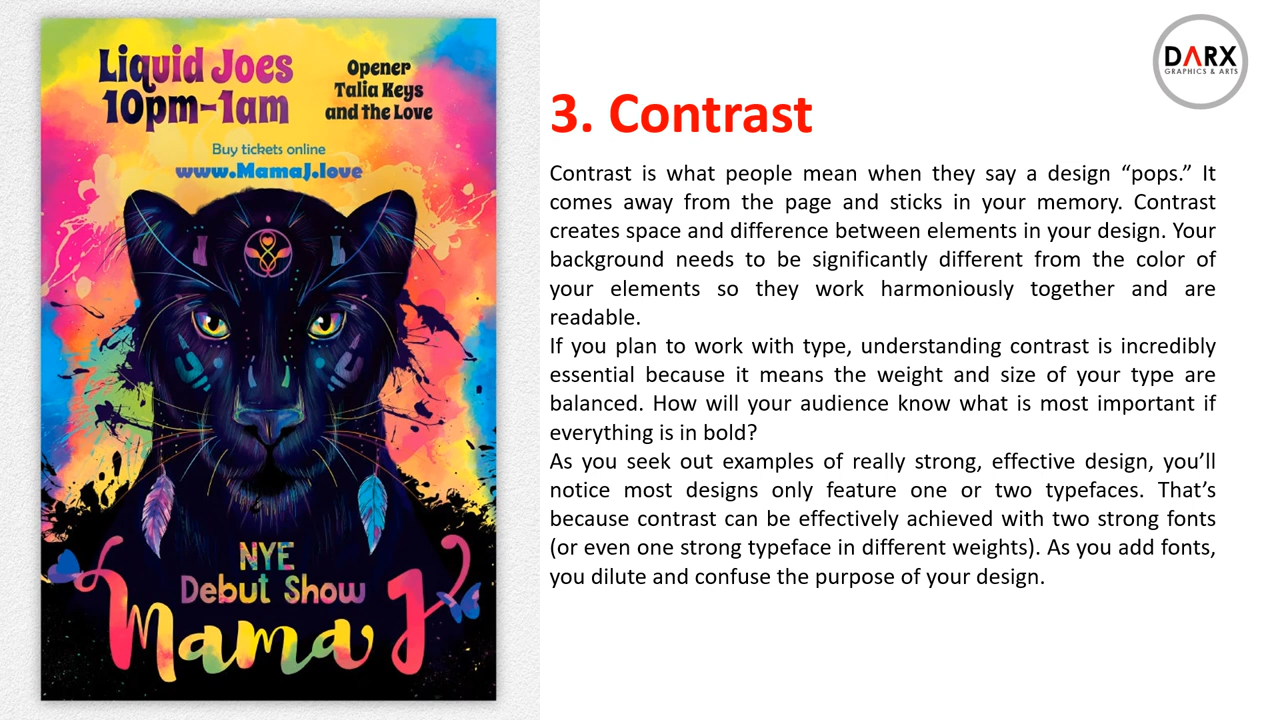 Liquid Joes
10pm-1am
Opener
Talia Keys
and the Love
Buy tickets online
www.MamaJ.love
NYE
Debut Show
Mama J
DARX
GRAPHICS & ARTS
3. Contrast
Contrast is what people mean when they say a design “pops.” It
comes away from the page and sticks in your memory. Contrast
creates space and difference between elements in your design. Your
background needs to be significantly different from the color of
your elements so they work harmoniously together and are
readable.
If you plan to work with type, understanding contrast is incredibly
essential because it means the weight and size of your type are
balanced. How will your audience know what is most important if
everything is in bold?
As you seek out examples of really strong, effective design, you’ll
notice most designs only feature one or two typefaces. That’s
because contrast can be effectively achieved with two strong fonts
(or even one strong typeface in different weights). As you add fonts,
you dilute and confuse the purpose of your design.